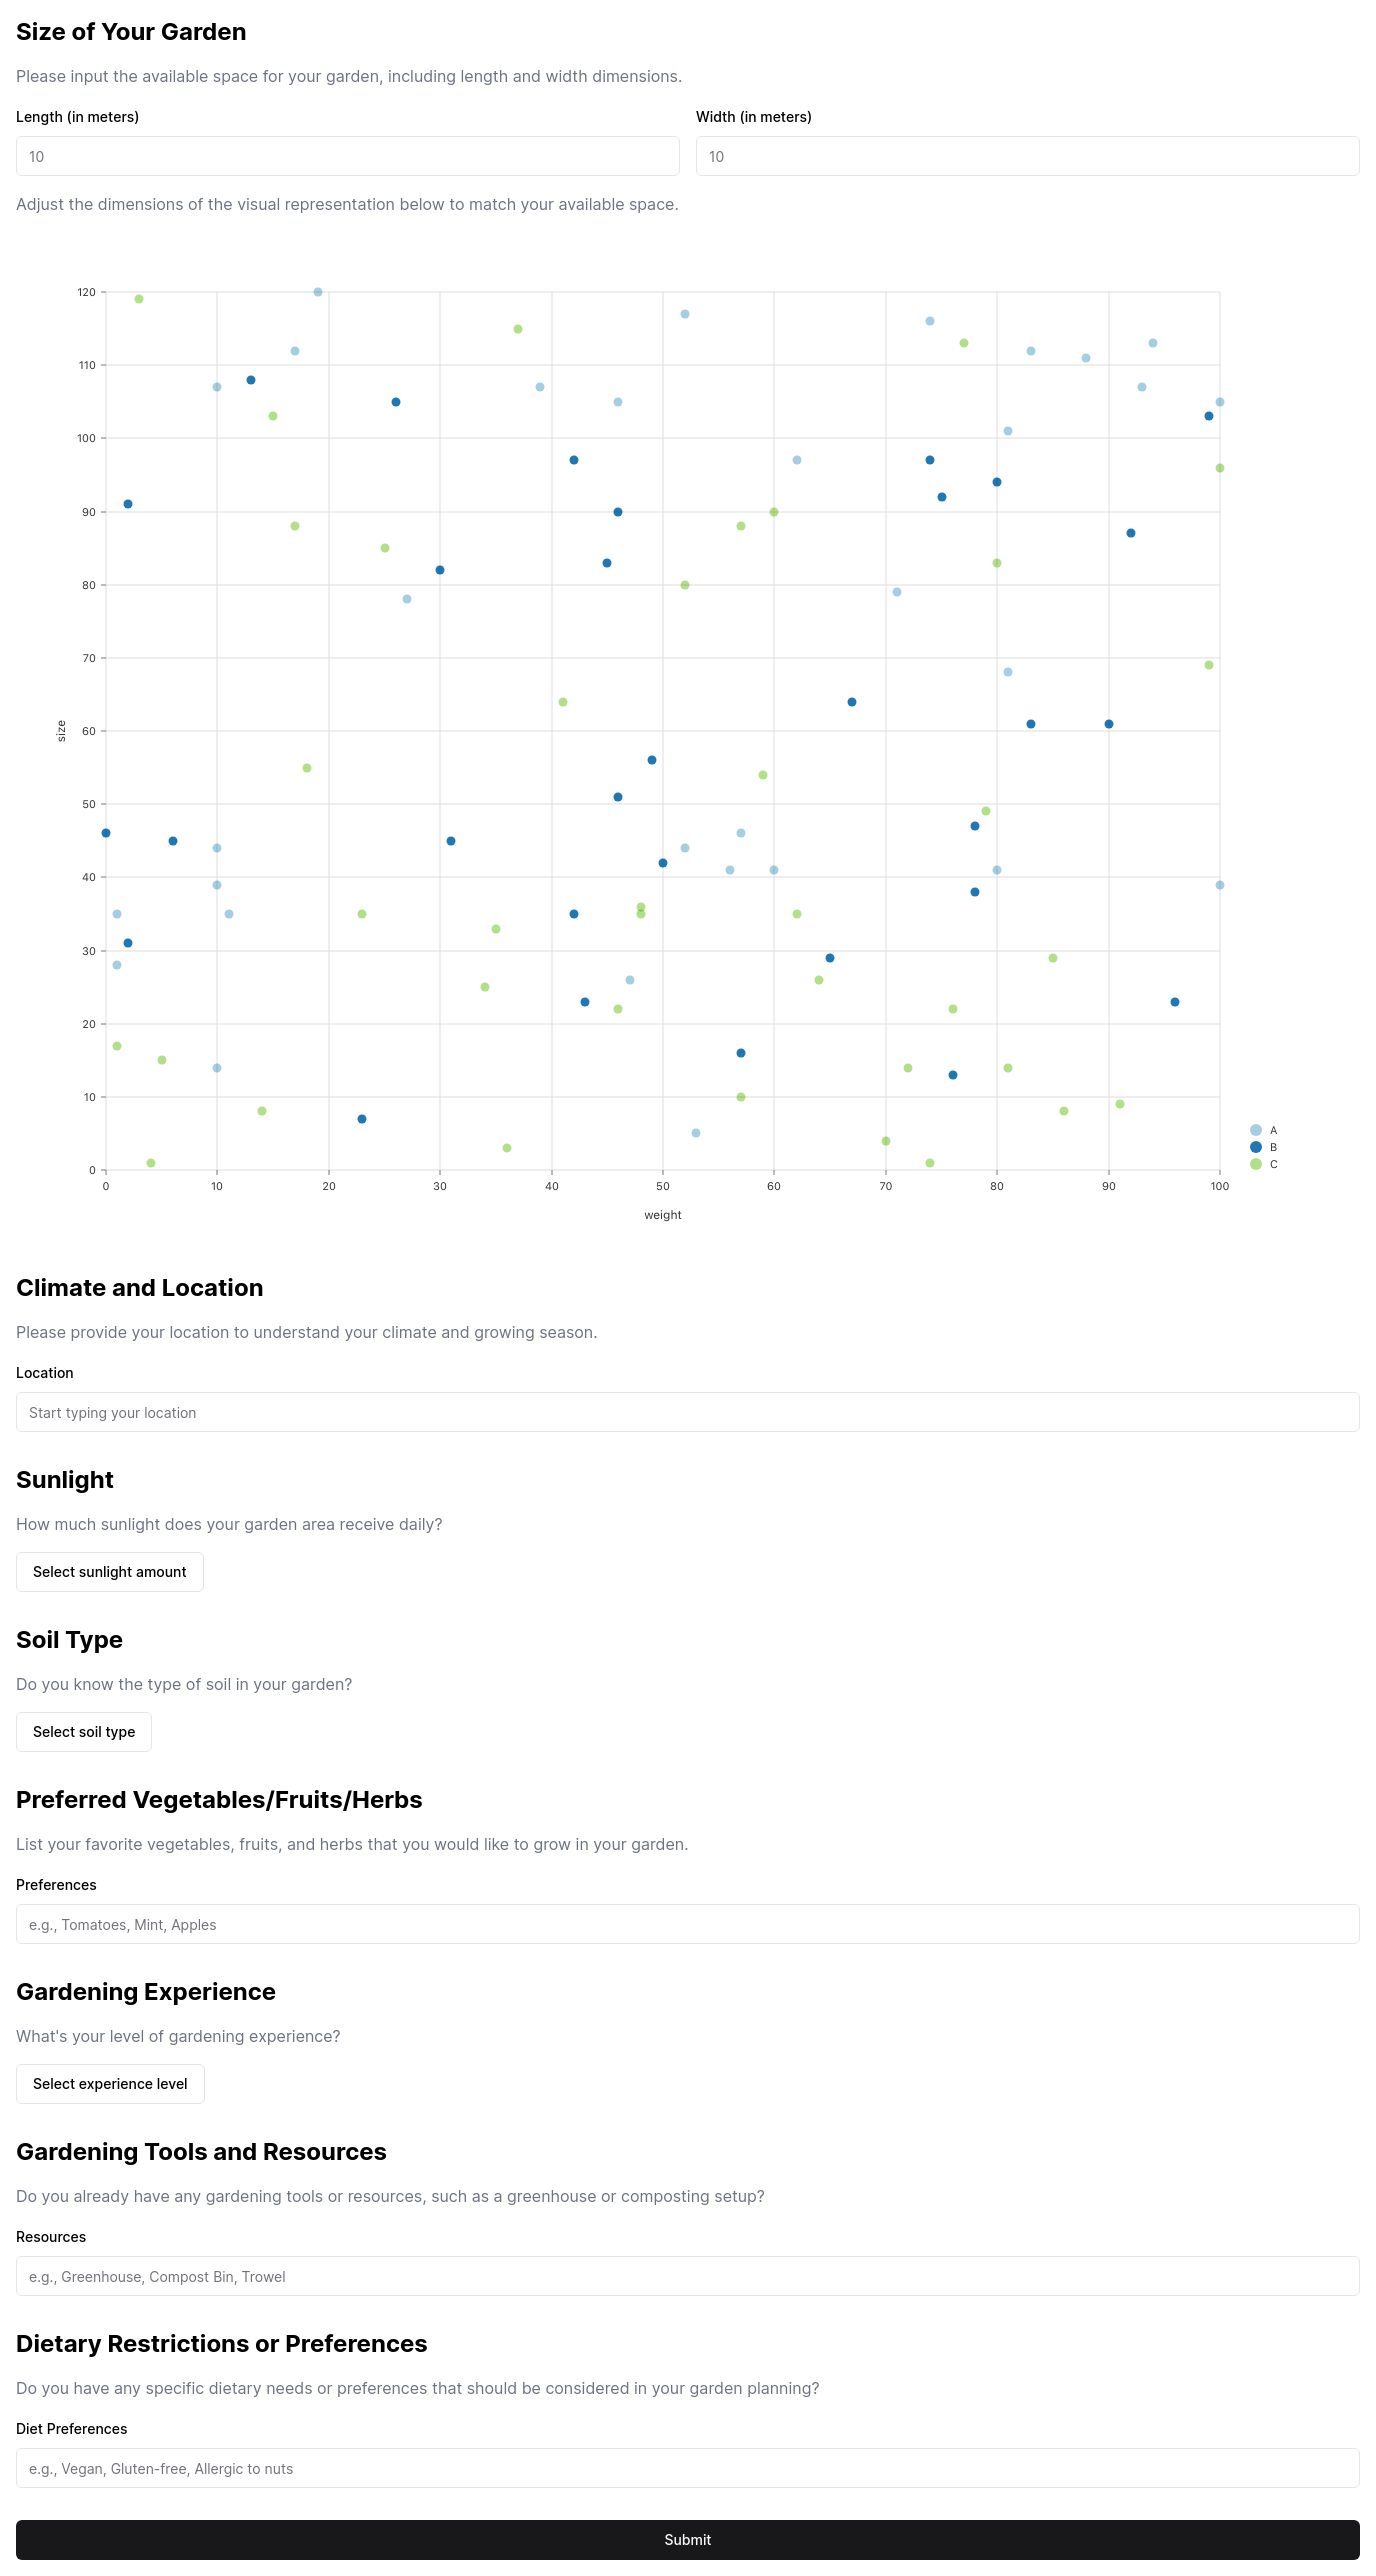 Size of Your Garden
Please input the available space for your garden, including length and width dimensions.
Length (in meters)
Width (in meters)
10
10
Adjust the dimensions of the visual representation below to match your available space.
120
110
100
90
80
70
60
50
40
30
20
10
0
size
0
10
20
30
40
50
60
70
80
90
100
weight
A
B
C
Climate and Location
Please provide your location to understand your climate and growing season.
Location
Start typing your location
Sunlight
How much sunlight does your garden area receive daily?
Select sunlight amount
Soil Type
Do you know the type of soil in your garden?
Select soil type
Preferred Vegetables/Fruits/Herbs
List your favorite vegetables, fruits, and herbs that you would like to grow in your garden.
Preferences
e.g., Tomatoes, Mint, Apples
Gardening Experience
What's your level of gardening experience?
Select experience level
Gardening Tools and Resources
Do you already have any gardening tools or resources, such as a greenhouse or composting setup?
Resources
e.g., Greenhouse, Compost Bin, Trowel
Dietary Restrictions or Preferences
Do you have any specific dietary needs or preferences that should be considered in your garden planning?
Diet Preferences
e.g., Vegan, Gluten-free, Allergic to nuts
Submit